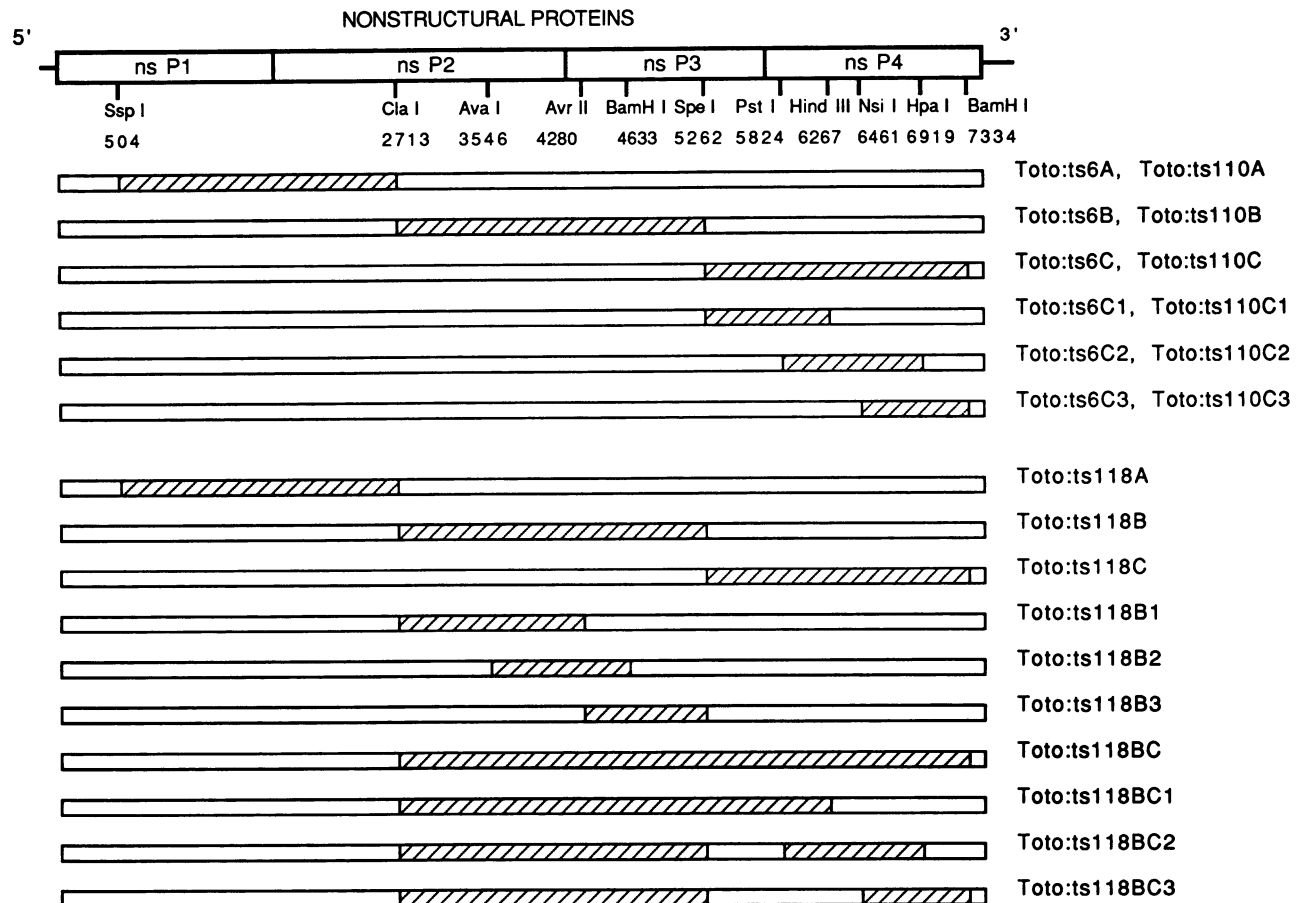 NONSTRUCTURAL PROTEINS
5' 3'
ns P1 ns P2 ns P3 ns P4
Ssp I Cla I Ava I Avr II BamH I Spe I Pst I Hind III Nsi I Hpa I BamH I
504 2713 3546 4280 4633 5262 5824 6267 6461 6919 7334
Toto:ts6A, Toto:ts110A
Toto:ts6B, Toto:ts110B
Toto:ts6C, Toto:ts110C
Toto:ts6C1, Toto:ts110C1
Toto:ts6C2, Toto:ts110C2
Toto:ts6C3, Toto:ts110C3
Toto:ts118A
Toto:ts118B
Toto:ts118C
Toto:ts118B1
Toto:ts118B2
Toto:ts118B3
Toto:ts118BC
Toto:ts118BC1
Toto:ts118BC2
Toto:ts118BC3